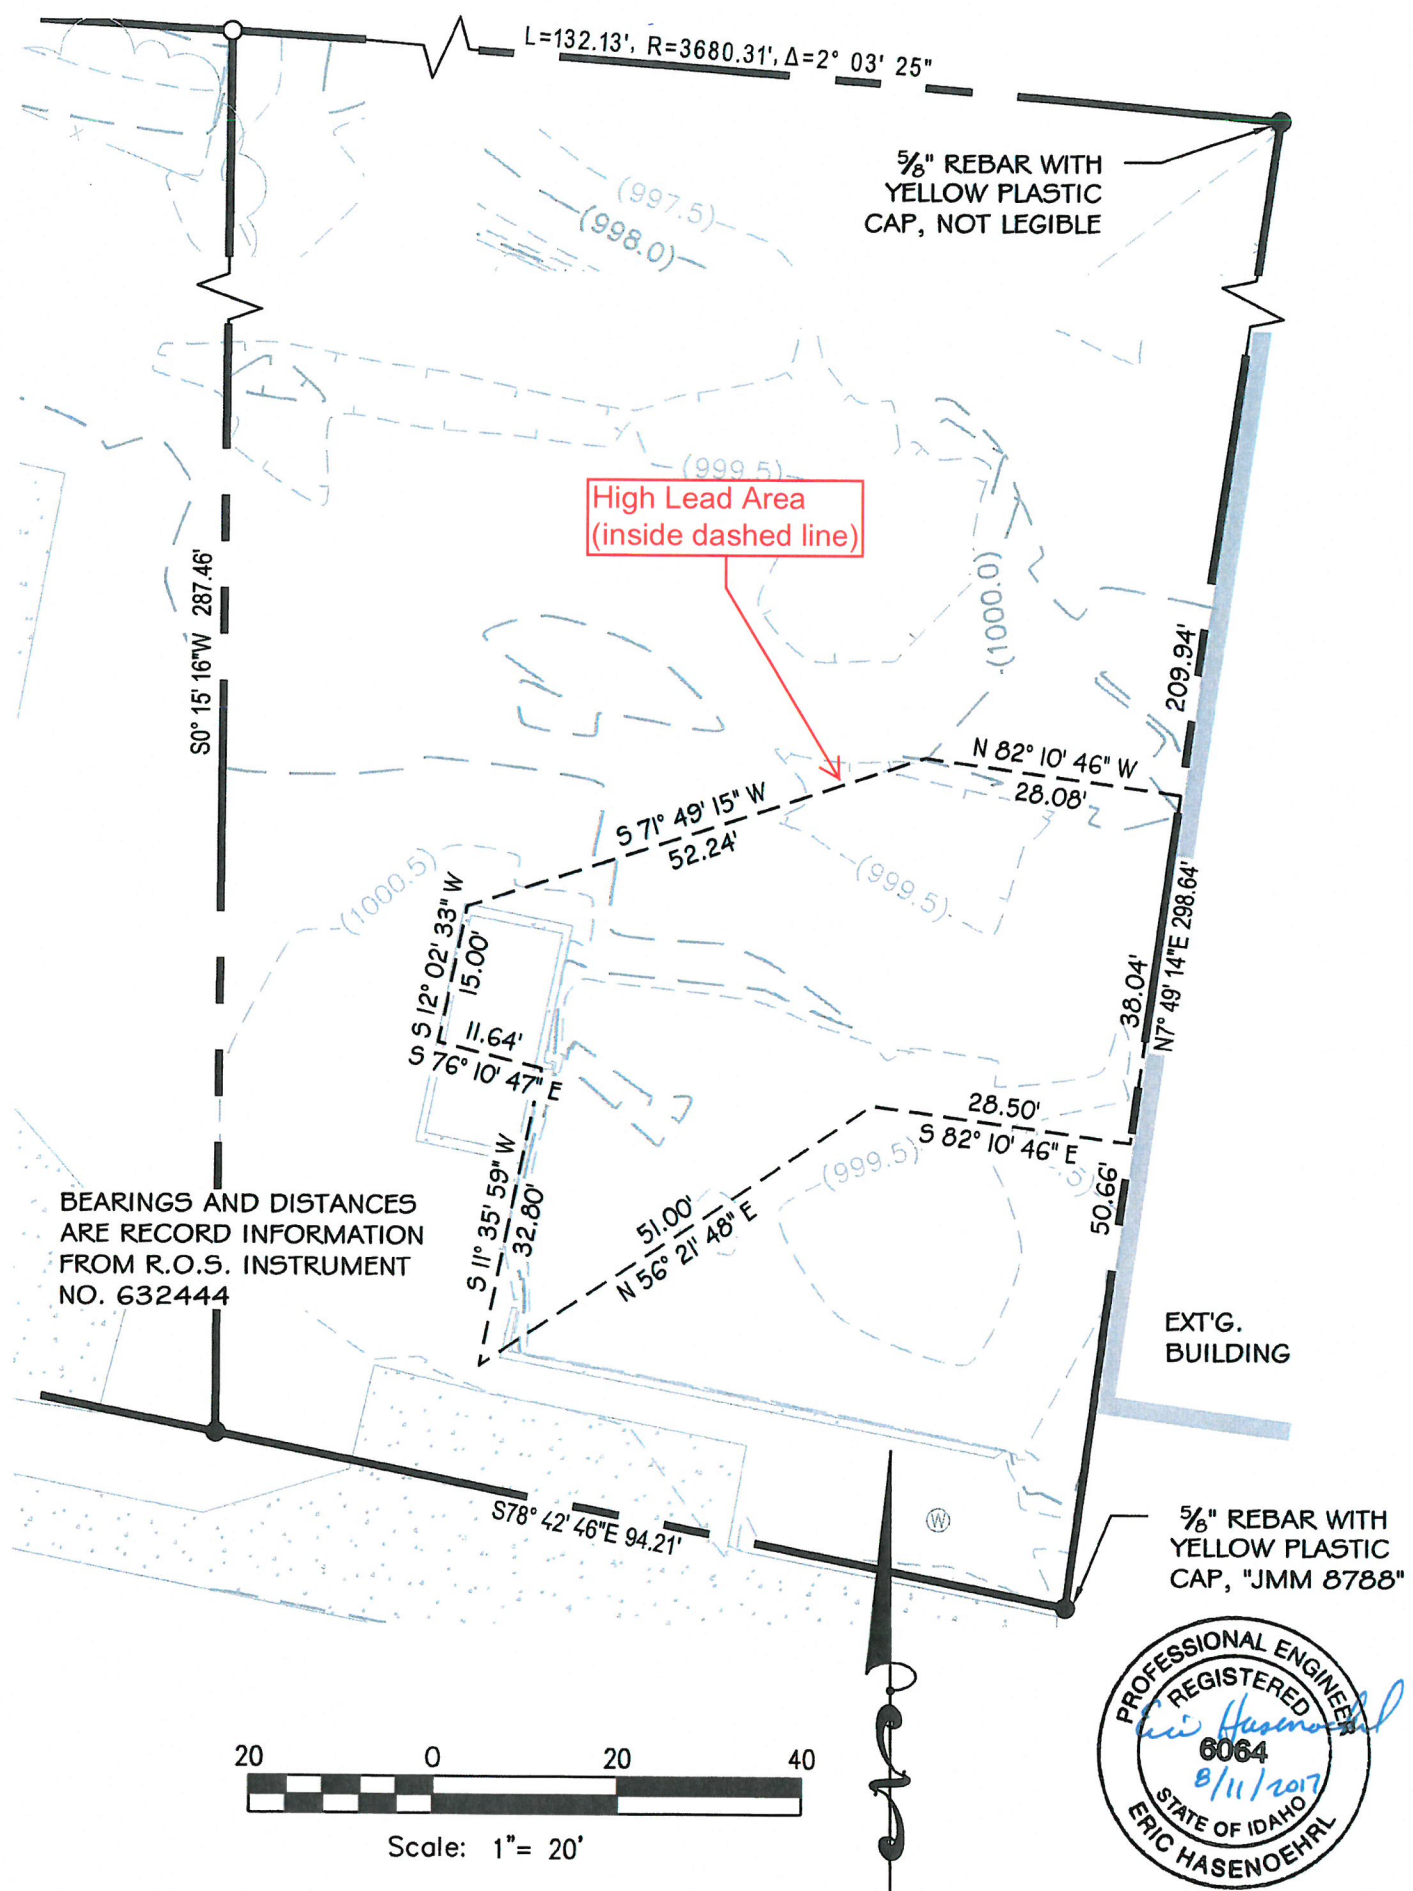 L=132.13', R=3680.31', Δ=2° 03' 25"
5/8" REBAR WITH
YELLOW PLASTIC
CAP, NOT LEGIBLE
(997.5)
(998.0)
(999.5)
High Lead Area
(inside dashed line)
(1000.0)
S0° 15' 16"W 287.46'
209.94'
N 82° 10' 46" W
28.08'
S 71° 49' 15" W
52.24'
(1000.5)
(999.5)
N7° 49' 14"E 298.64'
38.04'
S 12° 02' 33" W
15.00'
11.64'
S 76° 10' 47" E
28.50'
S 82° 10' 46" E
(999.5)
.5)
50.66'
S 11° 35' 59" W
32.80'
51.00'
N 56° 21' 48" E
BEARINGS AND DISTANCES
ARE RECORD INFORMATION
FROM R.O.S. INSTRUMENT
NO. 632444
EXT'G.
BUILDING
S78° 42' 46"E 94.21'
W
5/8" REBAR WITH
YELLOW PLASTIC
CAP, "JMM 8788"
PROFESSIONAL ENGINEER
REGISTERED
Eric Hasenoehrl
6064
8/11/2017
STATE OF IDAHO
ERIC HASENOEHRL
20 0 20 40
Scale: 1"= 20'